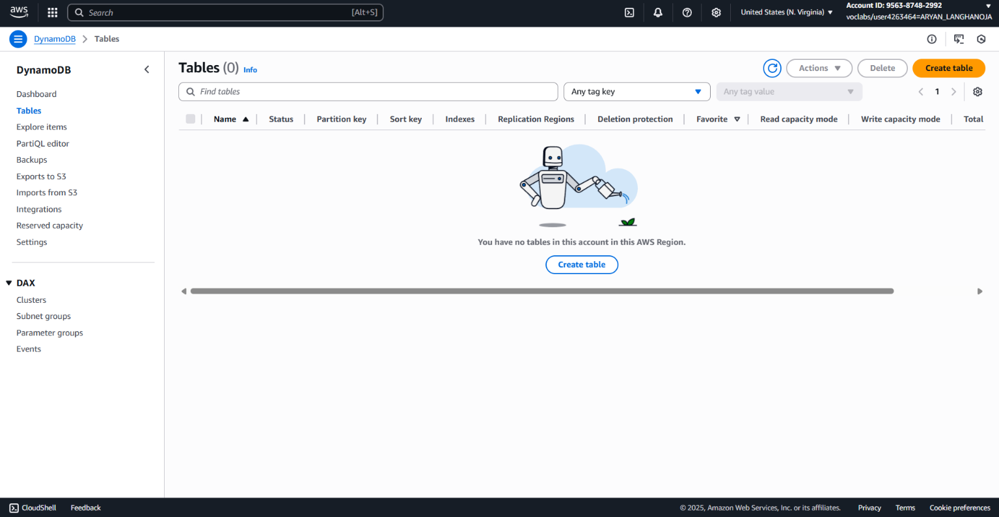 aws
Search [Alt+S]
United States (N. Virginia)
Account ID: 9563-8748-2992
voclabs/user4263464=ARYAN_LANGHANOJA
DynamoDB
Tables
DynamoDB
Dashboard
Tables
Explore items
PartiQL editor
Backups
Exports to S3
Imports from S3
Integrations
Reserved capacity
Settings
DAX
Clusters
Subnet groups
Parameter groups
Events
Tables (0) Info
Actions
Delete
Create table
Find tables
Any tag key
Any tag value
1
Name Status Partition key Sort key Indexes Replication Regions Deletion protection Favorite Read capacity mode Write capacity mode Total
You have no tables in this account in this AWS Region.
Create table
CloudShell Feedback © 2025, Amazon Web Services, Inc. or its affiliates. Privacy Terms Cookie preferences